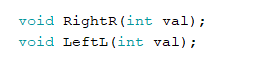 void RightR(int val);
void LeftL(int val);